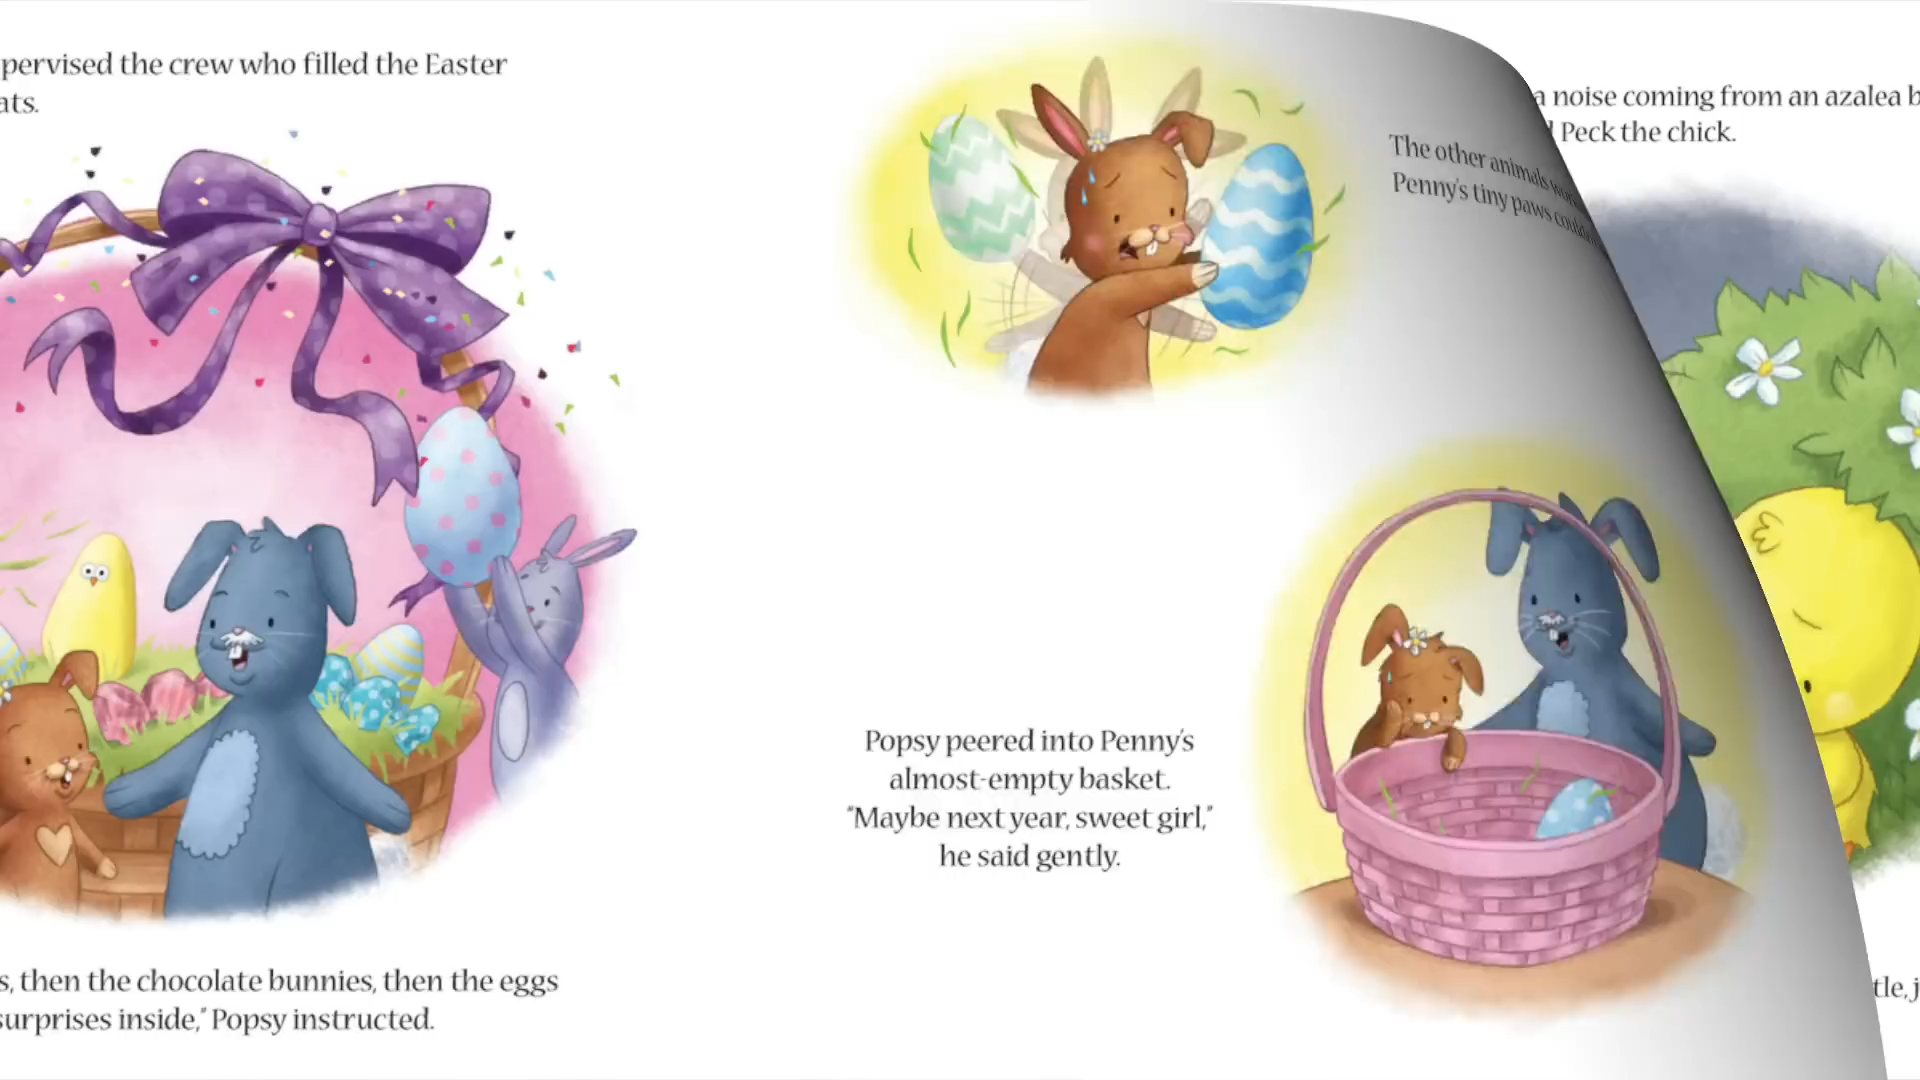 pervised the crew who filled the Easter
ats.
s, then the chocolate bunnies, then the eggs
surprises inside," Popsy instructed.
The other animals
Penny's tiny paws
Popsy peered into Penny's
almost-empty basket.
"Maybe next year, sweet girl,"
he said gently.
a noise coming from an azalea b
Peck the chick.
tle, j